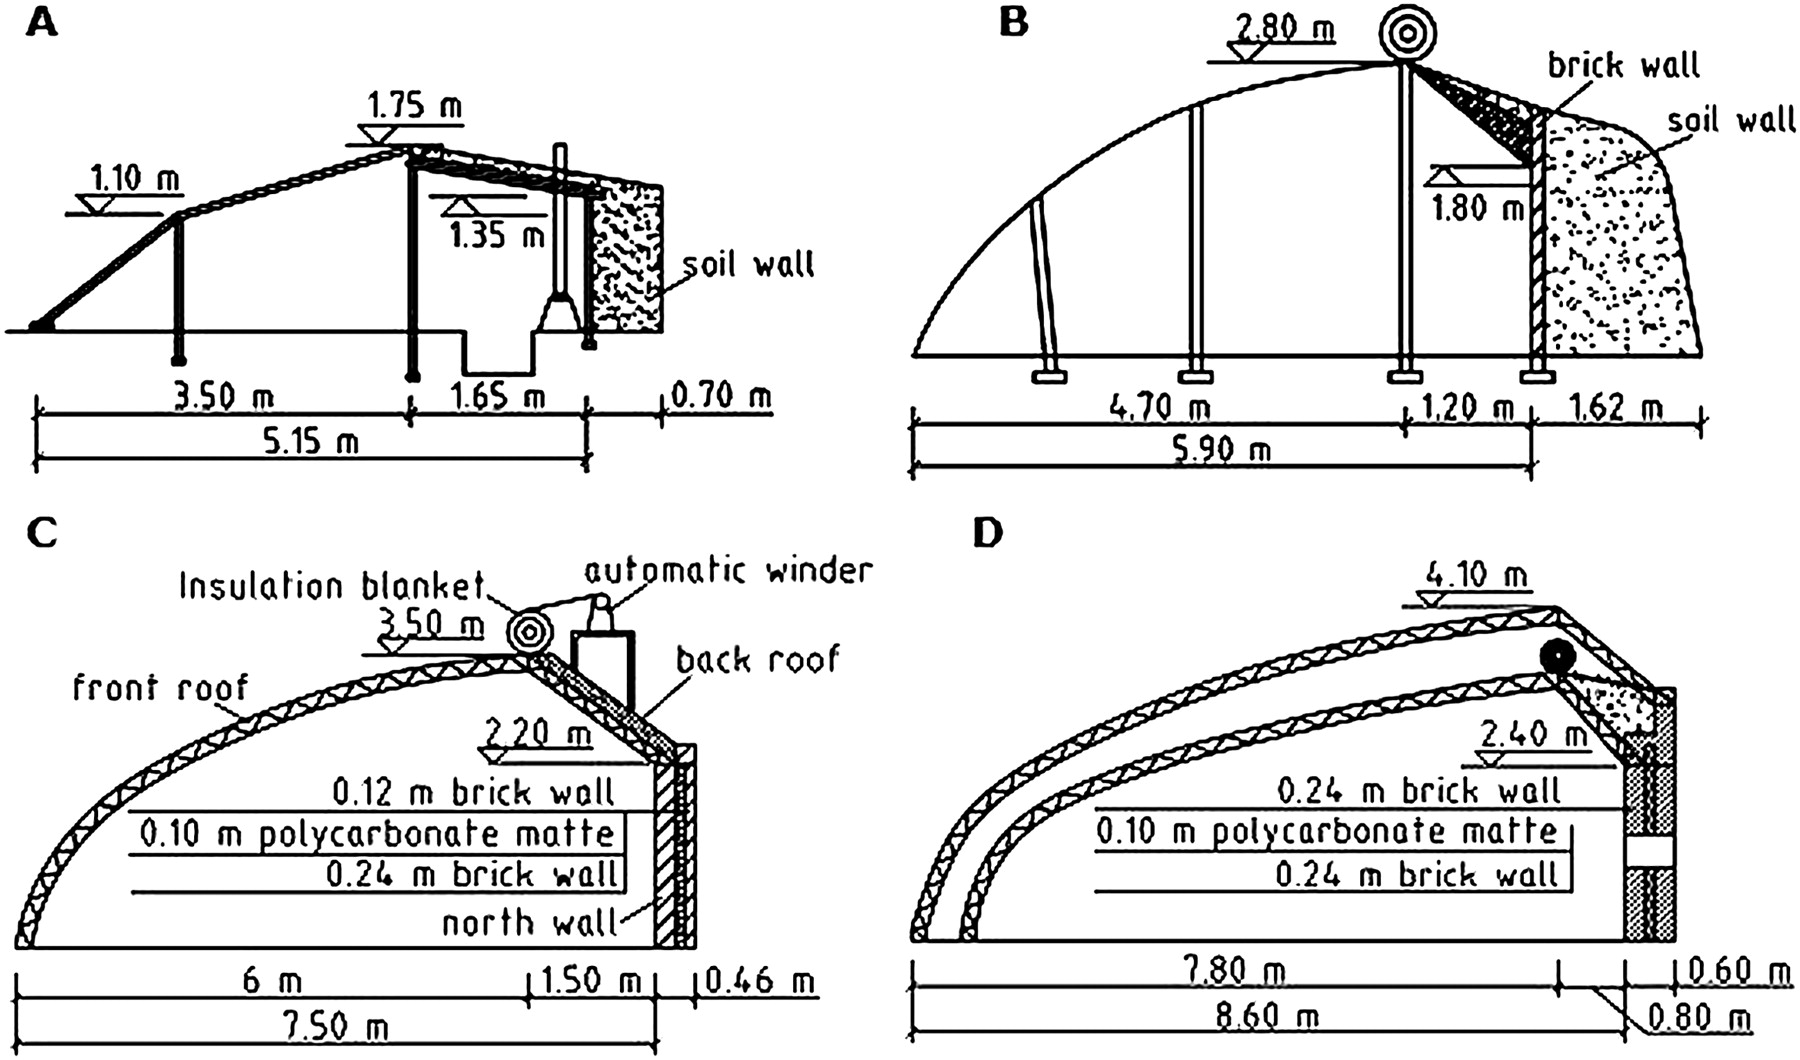 A
1.75 m
1.10 m
1.35 m
soil wall
3.50 m
1.65 m
0.70 m
5.15 m
B
2.80 m
brick wall
soil wall
1.80 m
4.70 m
1.20 m
1.62 m
5.90 m
C
Insulation blanket
automatic winder
3.50 m
front roof
back roof
2.20 m
0.12 m brick wall
0.10 m polycarbonate matte
0.24 m brick wall
north wall
6 m
1.50 m
0.46 m
7.50 m
D
4.10 m
2.40 m
0.24 m brick wall
0.10 m polycarbonate matte
0.24 m brick wall
7.80 m
0.60 m
8.60 m
0.80 m